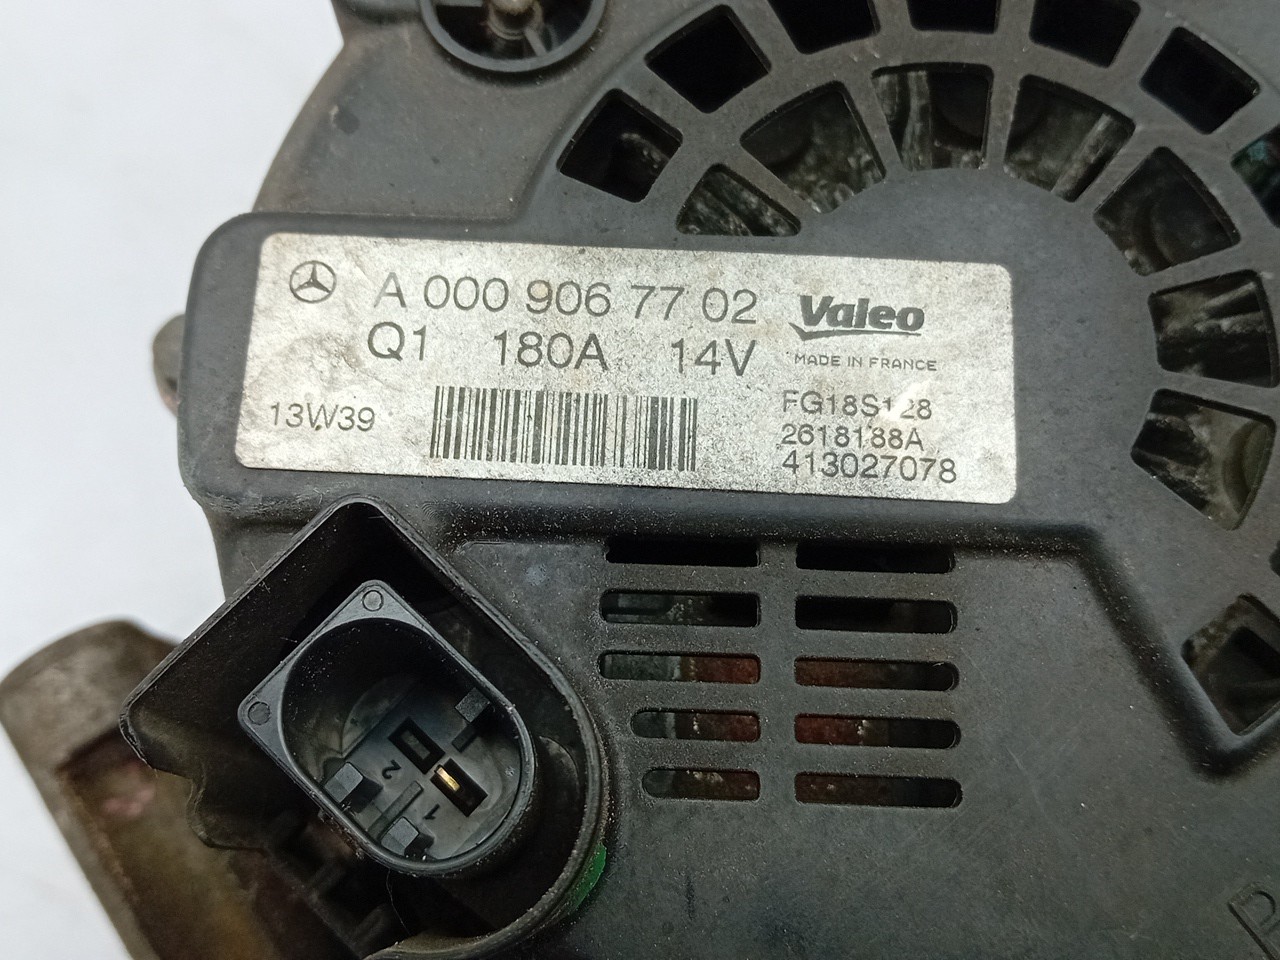 A 000 906 77 02
Q1 180A 14V
Valeo
MADE IN FRANCE
13W39
FG18S128
2618188A
413027078
2
1